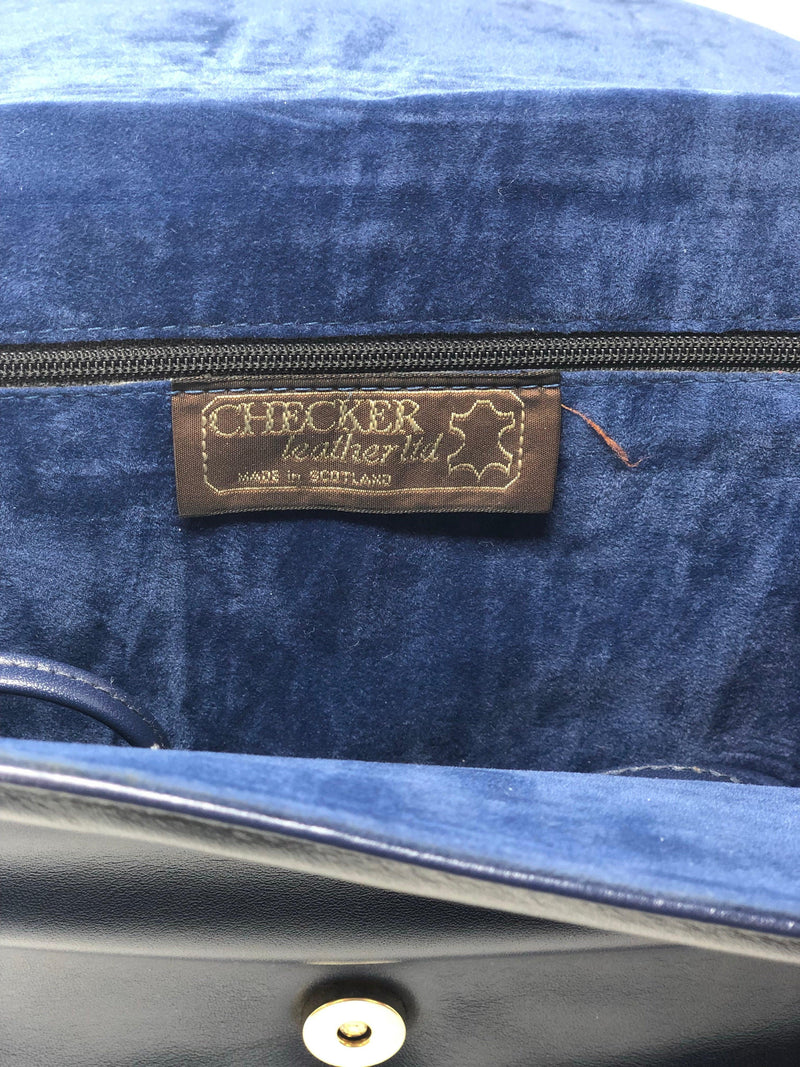 CHECKER
leather ltd
MADE in SCOTLAND